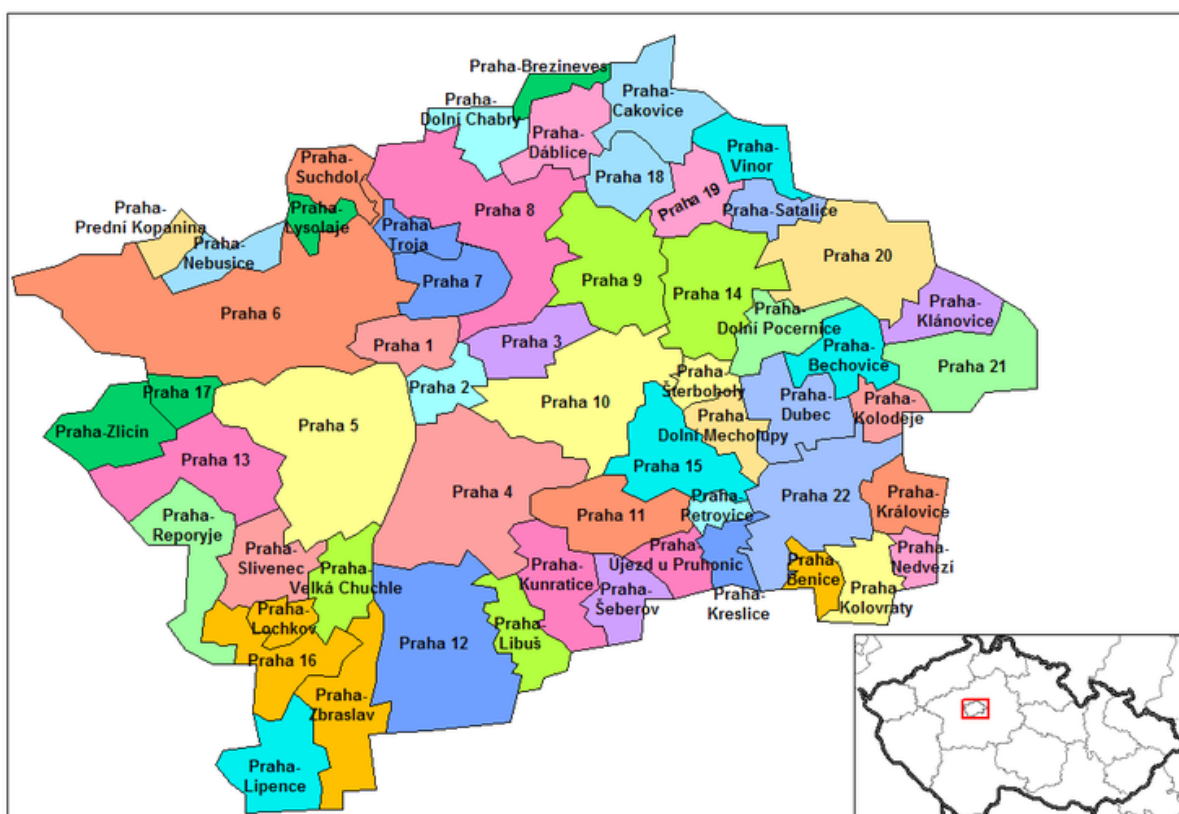 Praha-Brezineves
Praha-
Cakovice
Praha-
Dolní Chabry
Praha-
Dáblice
Praha-
Vinor
Praha-
Suchdol
Praha 18
Praha 19
Praha-Satalice
Praha-
Lysolaje
Praha 8
Praha-
Prední Kopanina
Praha-
Troja
Praha-
Nebusice
Praha 20
Praha 7
Praha 9
Praha 14
Praha 6
Praha-
Klánovice
Praha-
Dolní Pocernice
Praha 1
Praha 3
Praha-
Bechovice
Praha 21
Praha 17
Praha 2
Praha-
Šterboholy
Praha 10
Praha-
Dubec
Praha-
Kolodeje
Praha 5
Praha-Zlicín
Praha-
Dolní Mecholupy
Praha 13
Praha 15
Praha 4
Praha 22
Praha-
Královice
Praha-
Petrovice
Praha 11
Praha-
Reporyje
Praha-
Slivenec
Praha-
Újezd u Pruhonic
Praha-
Nedvezí
Praha-
Velká Chuchle
Praha-
Kunratice
Praha-
Benice
Praha-
Šeberov
Praha-
Kreslice
Praha-
Kolovraty
Praha-
Lochkov
Praha-
Libuš
Praha 12
Praha 16
Praha-
Zbraslav
Praha-
Lipence